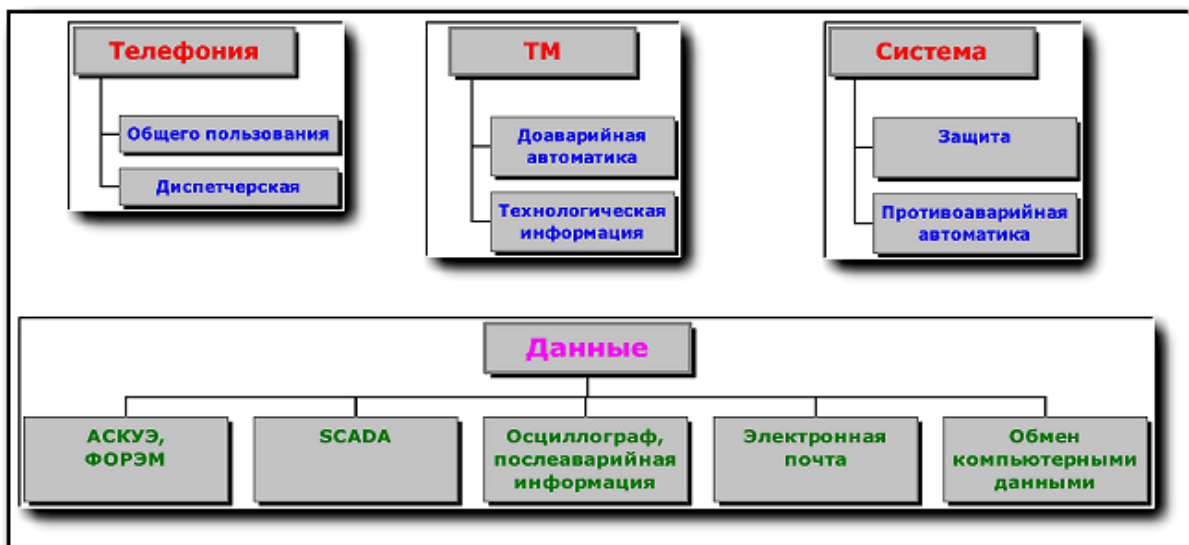 Телефония
Общего пользования
Диспетчерская
ТМ
Доаварийная
автоматика
Технологическая
информация
Система
Защита
Противоаварийная
автоматика
Данные
АСКУЭ,
ФОРЭМ
SCADA
Осциллограф,
послеаварийная
информация
Электронная
почта
Обмен
компьютерными
данными